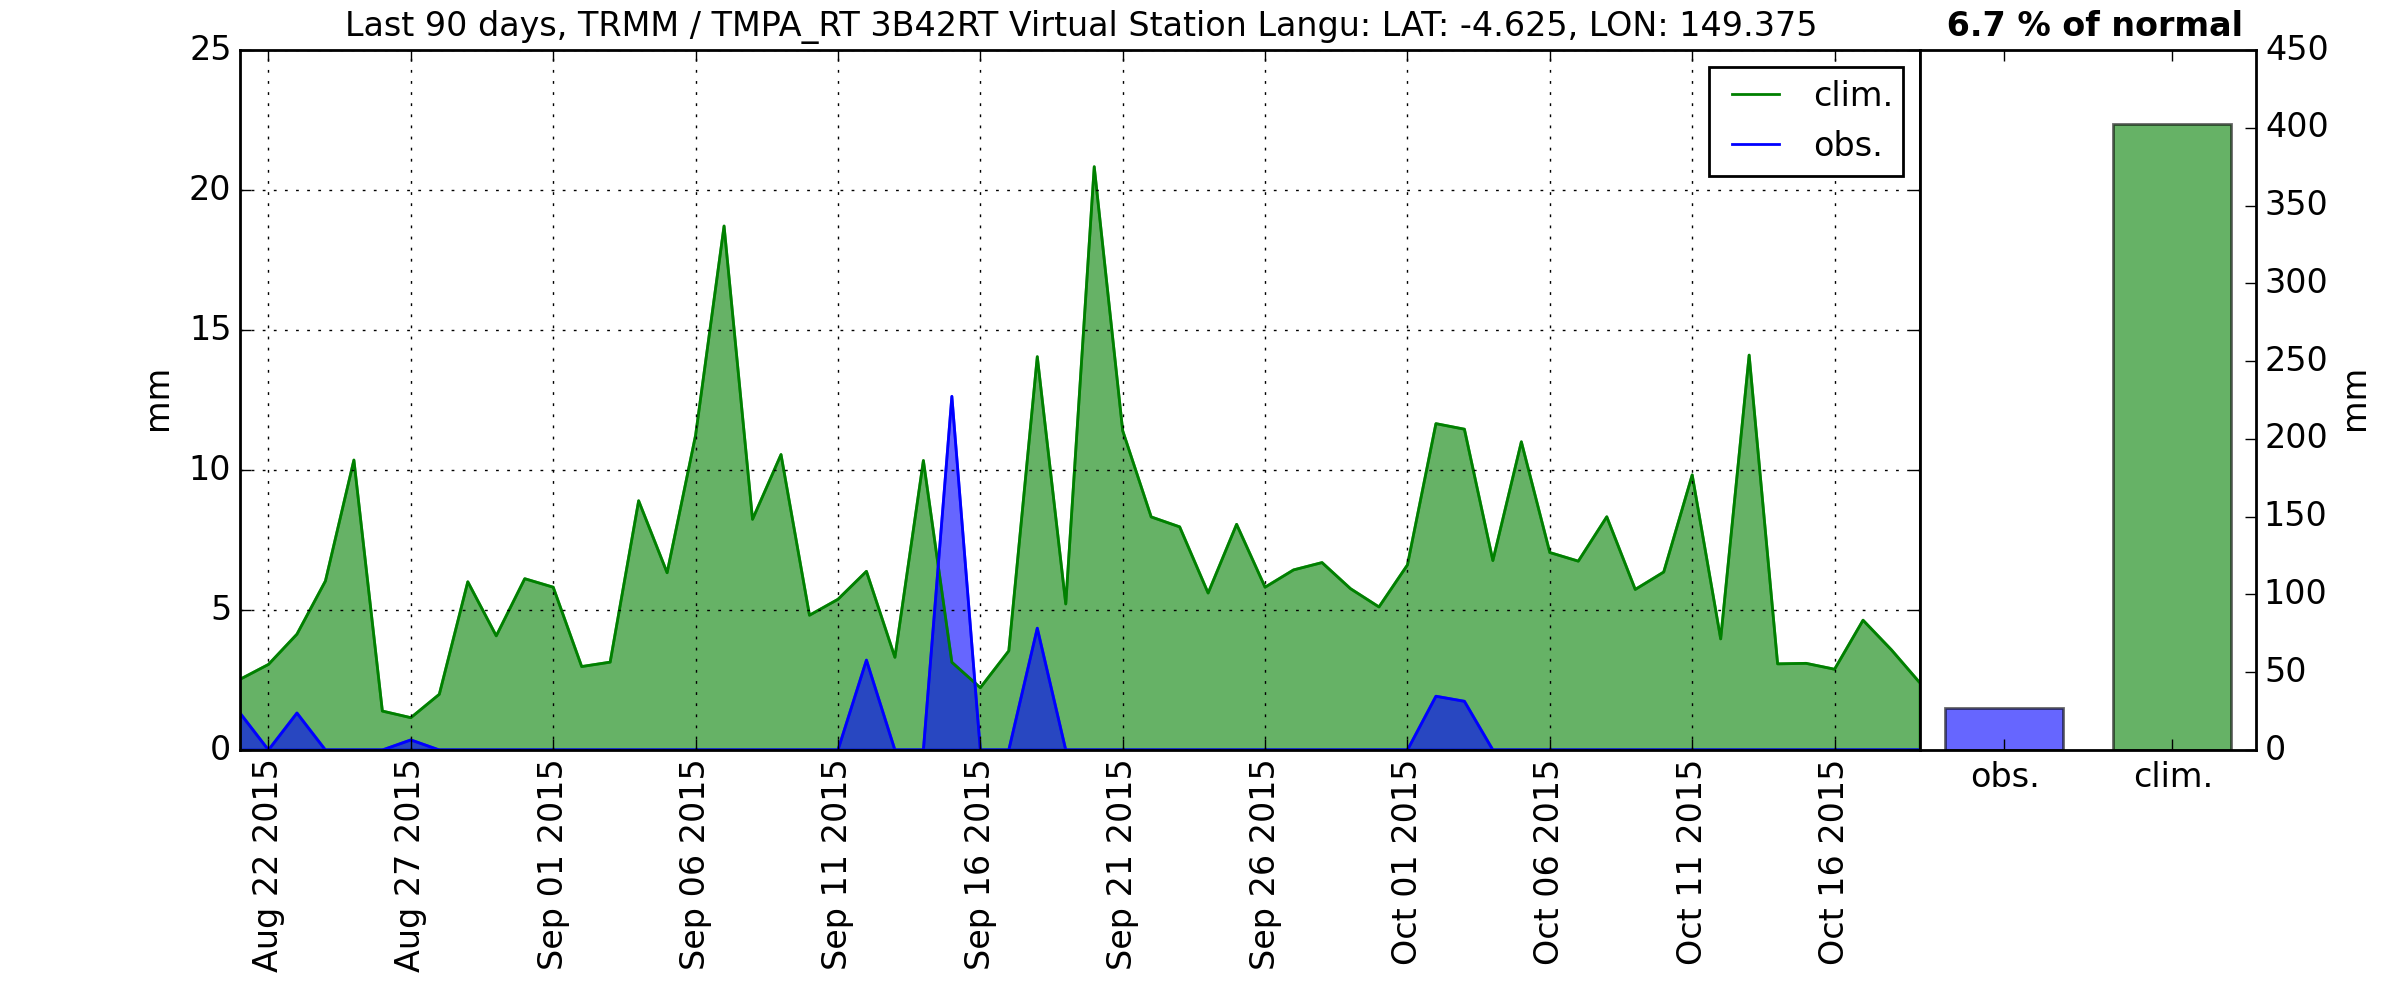 Last 90 days, TRMM / TMPA_RT 3B42RT Virtual Station Langu: LAT: -4.625, LON: 149.375
6.7 % of normal
25
20
15
10
5
0
mm
clim.
obs.
Aug 22 2015
Aug 27 2015
Sep 01 2015
Sep 06 2015
Sep 11 2015
Sep 16 2015
Sep 21 2015
Sep 26 2015
Oct 01 2015
Oct 06 2015
Oct 11 2015
Oct 16 2015
450
400
350
300
250
200
150
100
50
0
mm
obs.
clim.